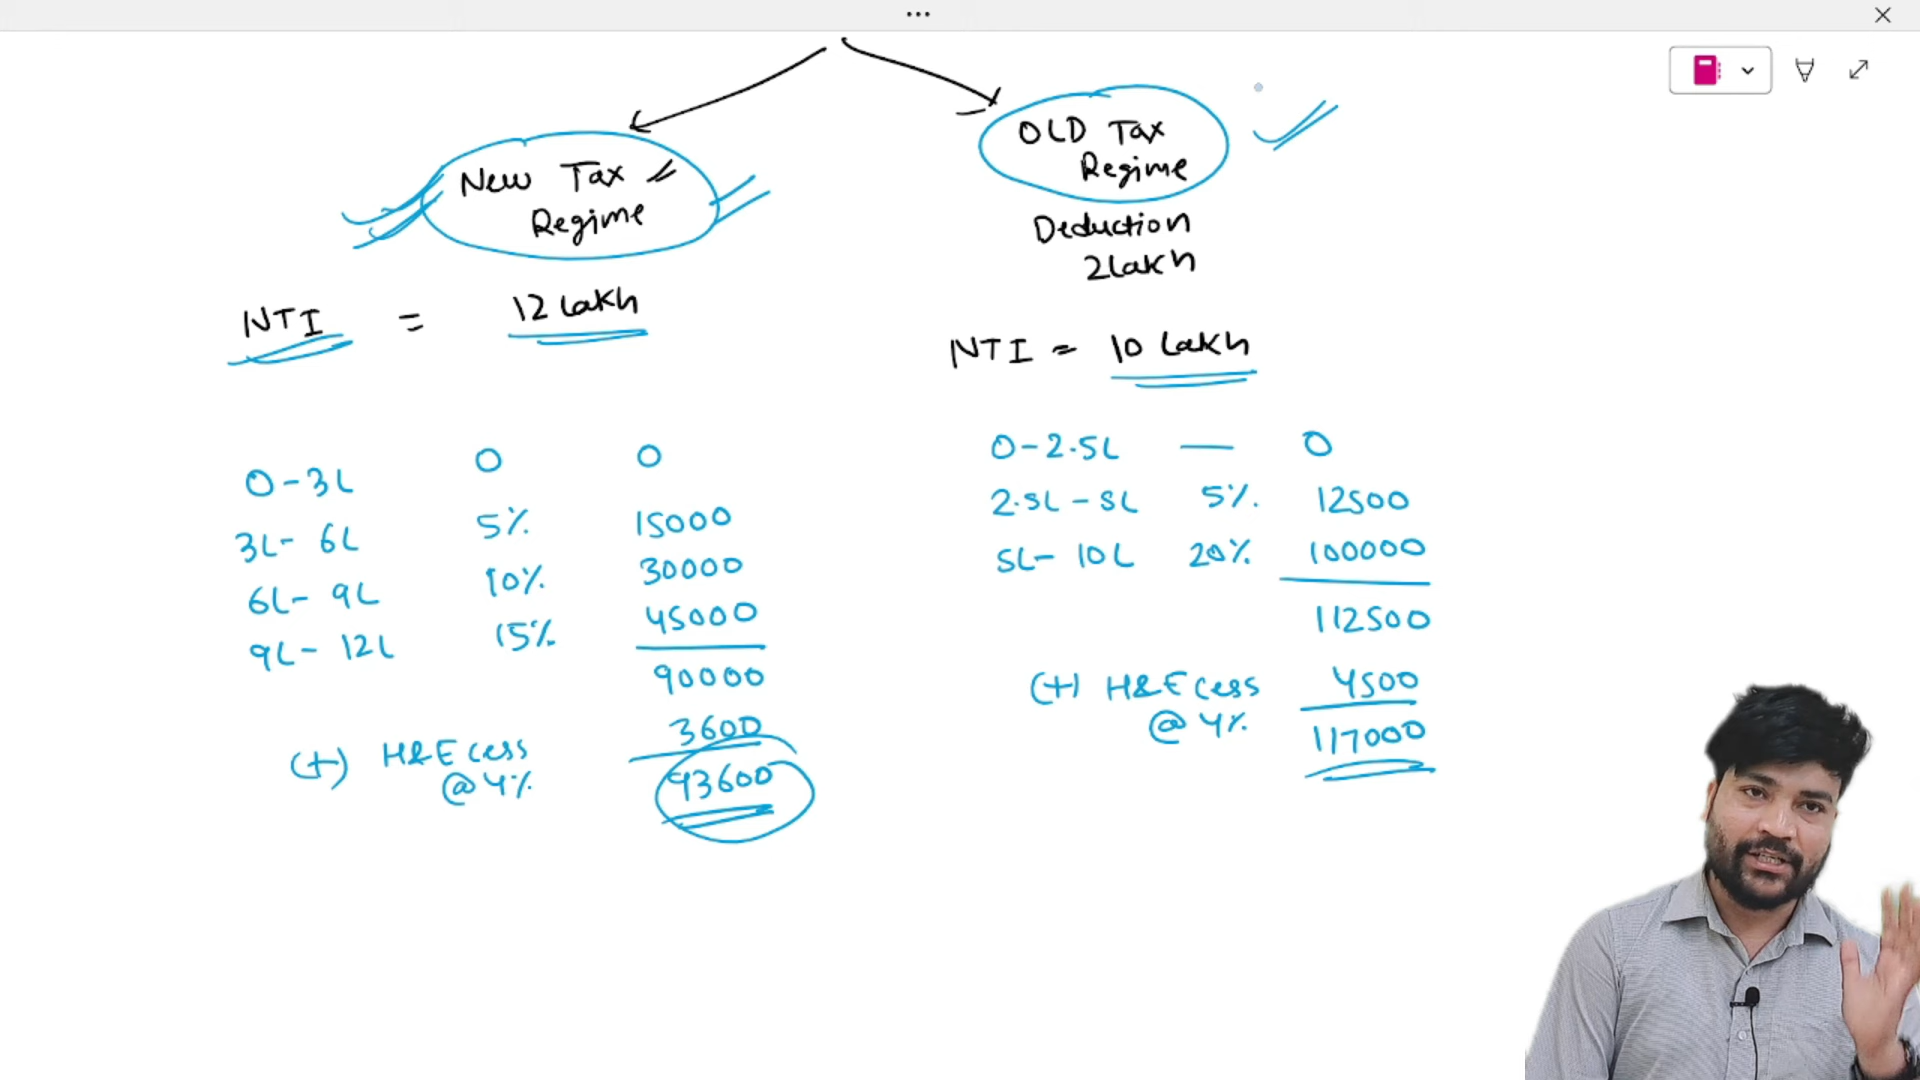 New Tax
Regime
NTI = 12 Lakh
0-3L 0 0
3L- 6L 5% 15000
6L- 9L 10% 30000
9L- 12L 15% 45000
90000
(+) H&E cess 3600
@ 4% 93600
OLD Tax
Regime
Deduction
2Lakh
NTI = 10 Lakh
0-2.5L — 0
2.5L - 5L 5% 12500
5L- 10L 20% 100000
112500
(+) H&E cess 4500
@ 4% 117000